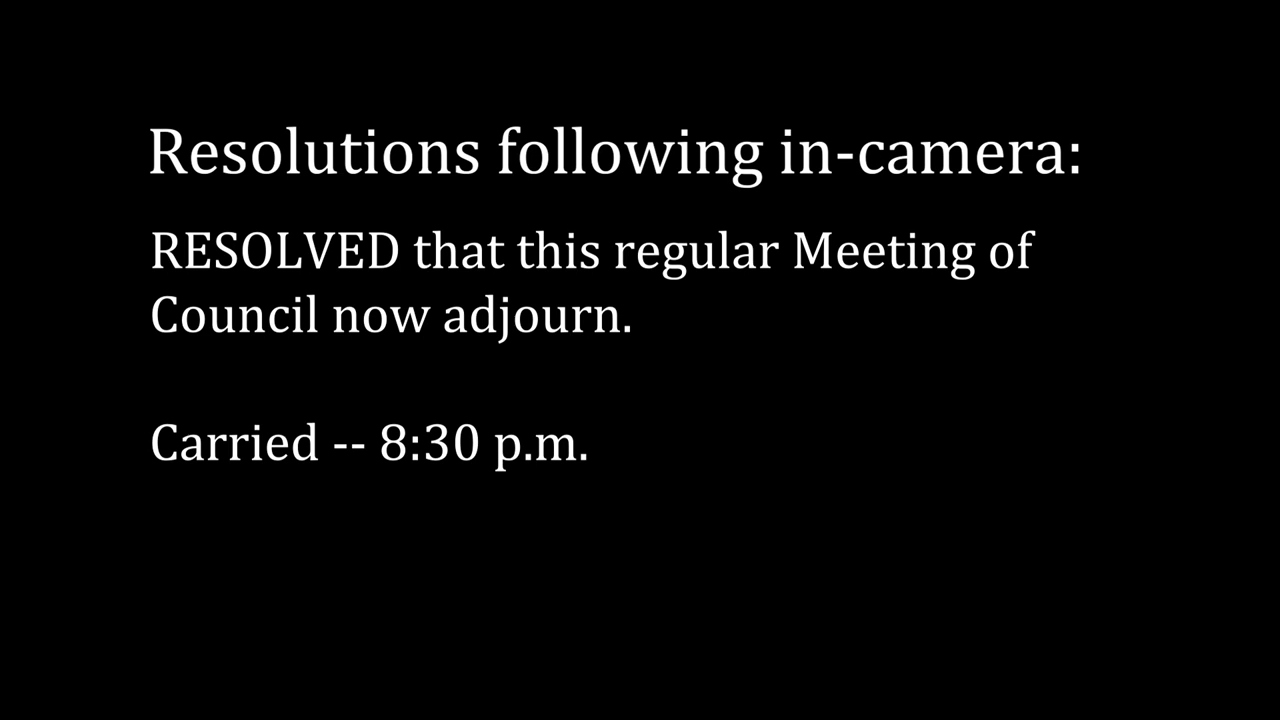 Resolutions following in-camera:
RESOLVED that this regular Meeting of
Council now adjourn.
Carried -- 8:30 p.m.